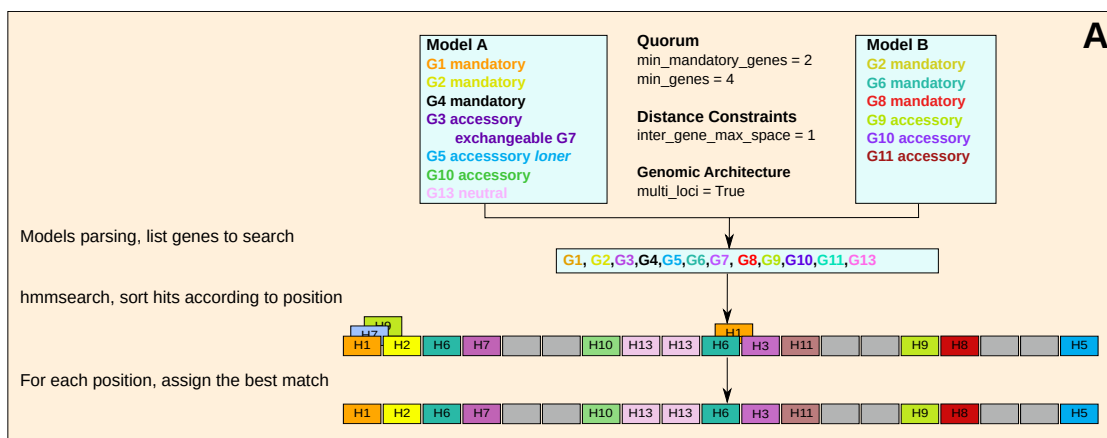 A
Model A
G1 mandatory
G2 mandatory
G4 mandatory
G3 accessory
exchangeable G7
G5 accesssory loner
G10 accessory
G13 neutral
Quorum
min_mandatory_genes = 2
min_genes = 4
Distance Constraints
inter_gene_max_space = 1
Genomic Architecture
multi_loci = True
Model B
G2 mandatory
G6 mandatory
G8 mandatory
G9 accessory
G10 accessory
G11 accessory
Models parsing, list genes to search
G1, G2,G3,G4,G5,G6,G7, G8,G9,G10,G11,G13
hmmsearch, sort hits according to position
H9
H7 H1
H1 H2 H6 H7 H10 H13 H13 H6 H3 H11 H9 H8 H5
For each position, assign the best match
H1 H2 H6 H7 H10 H13 H13 H6 H3 H11 H9 H8 H5